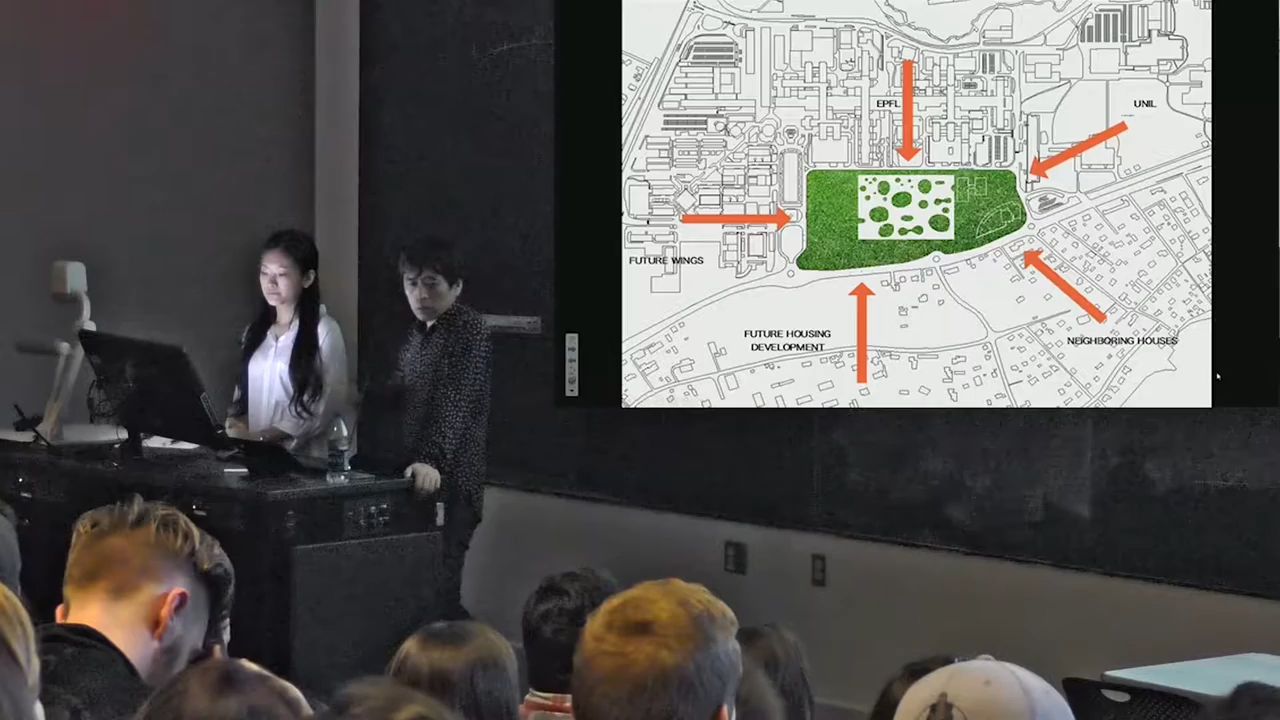 EPFL
UNIL
FUTURE WINGS
FUTURE HOUSING
DEVELOPMENT
NEIGHBORING HOUSES